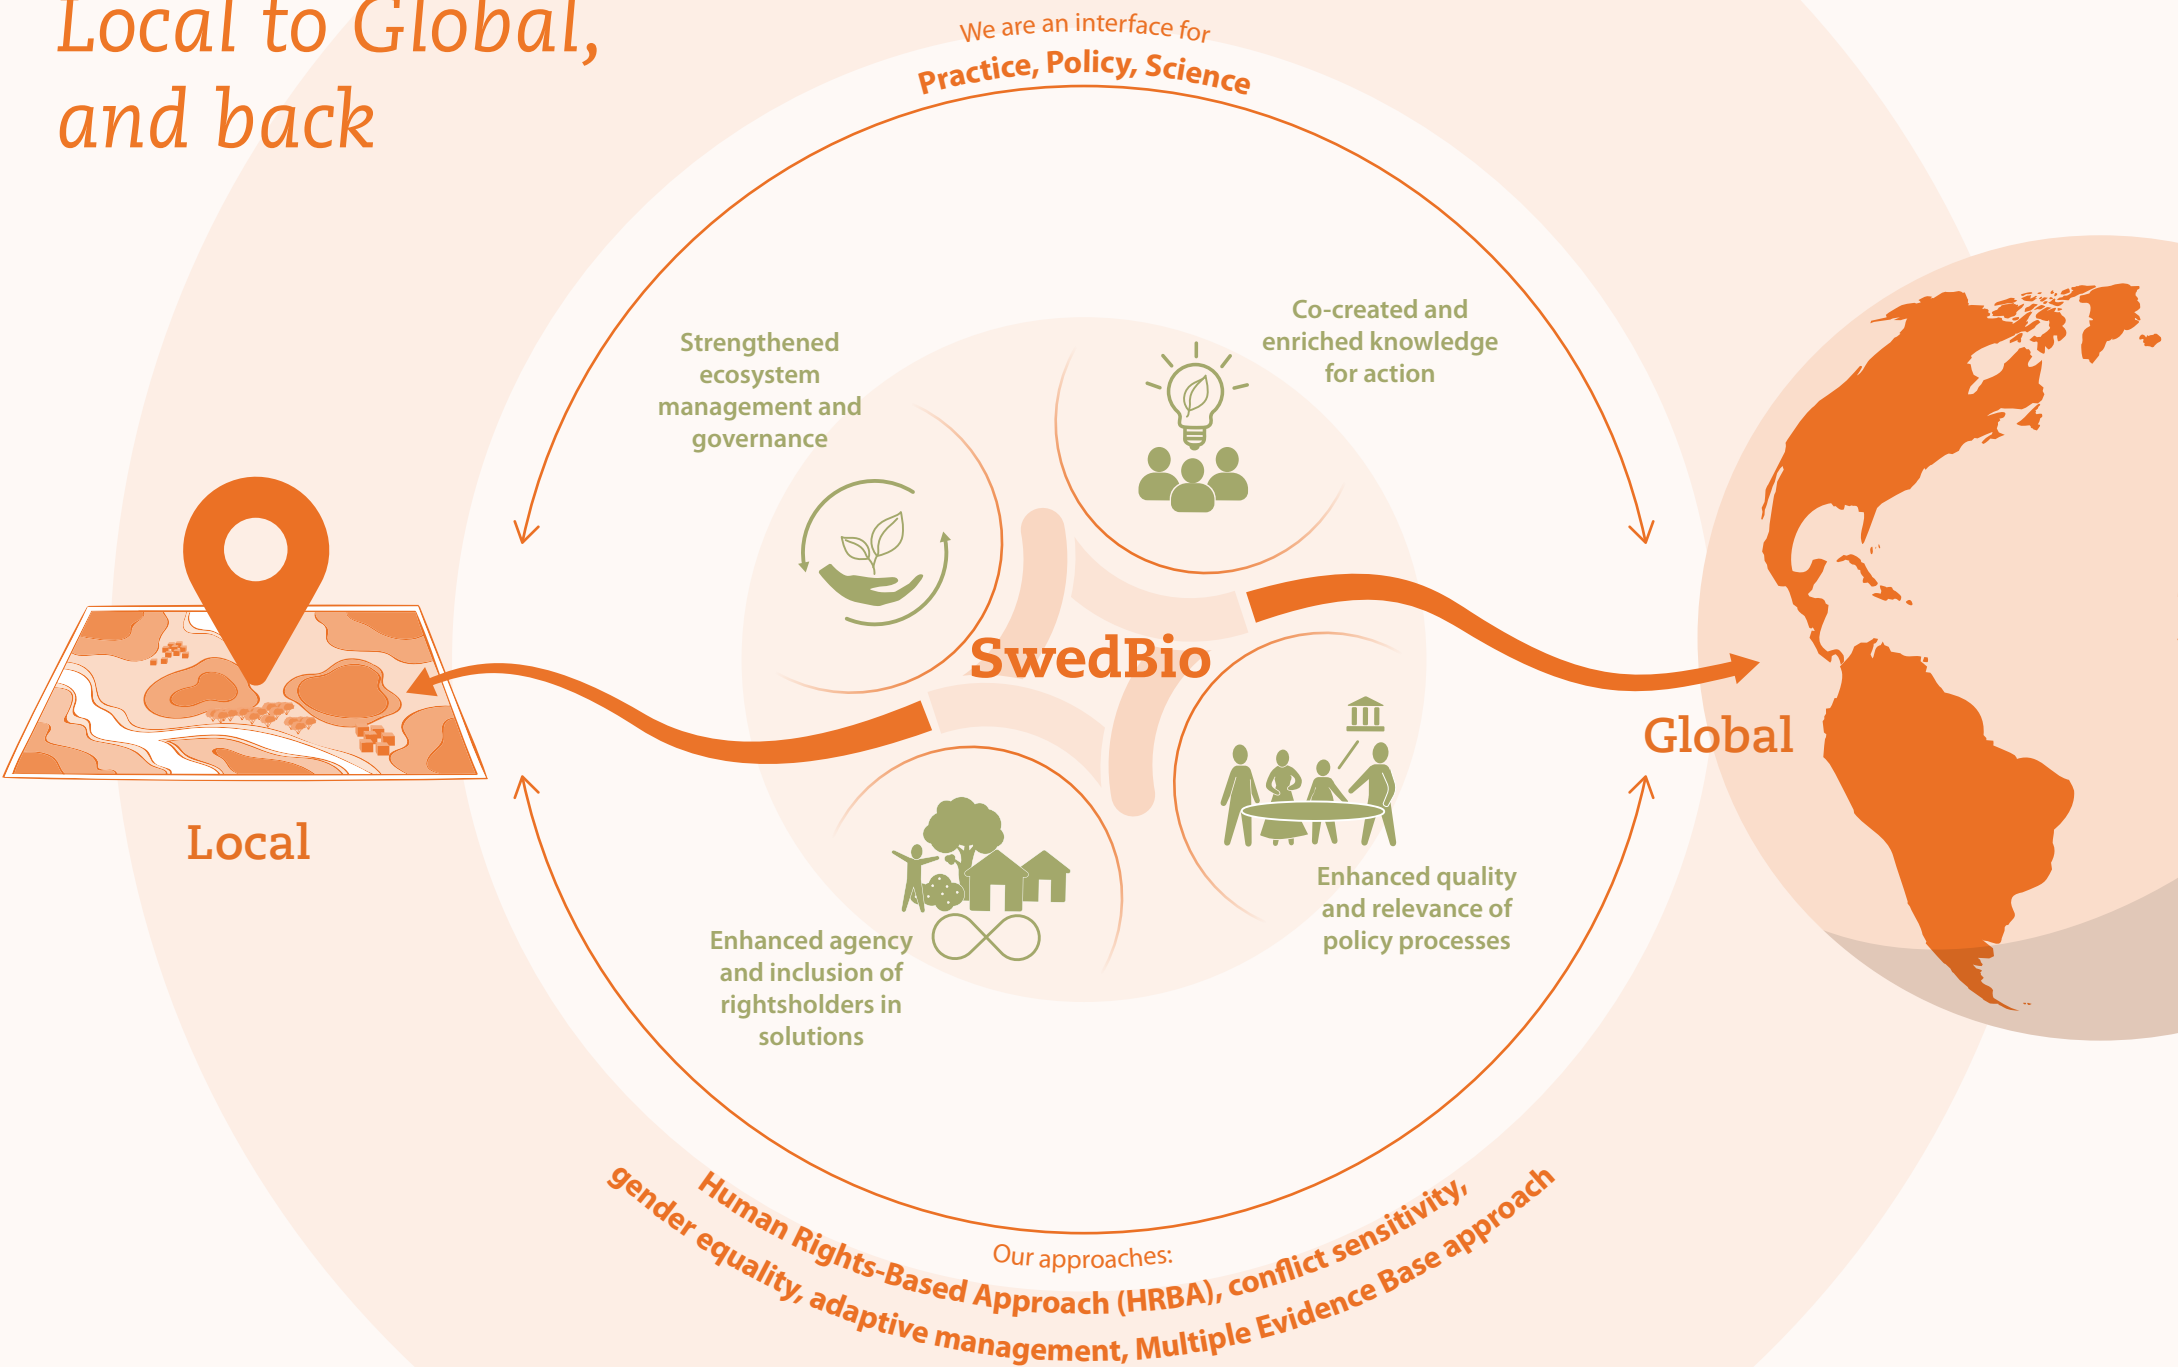 Local to Global,
and back
We are an interface for
Practice, Policy, Science
Strengthened
ecosystem
management and
governance
Co-created and
enriched knowledge
for action
SwedBio
Local
Global
Enhanced agency
and inclusion of
rightsholders in
solutions
Enhanced quality
and relevance of
policy processes
Our approaches:
Human Rights-Based Approach (HRBA), conflict sensitivity,
gender equality, adaptive management, Multiple Evidence Base approach